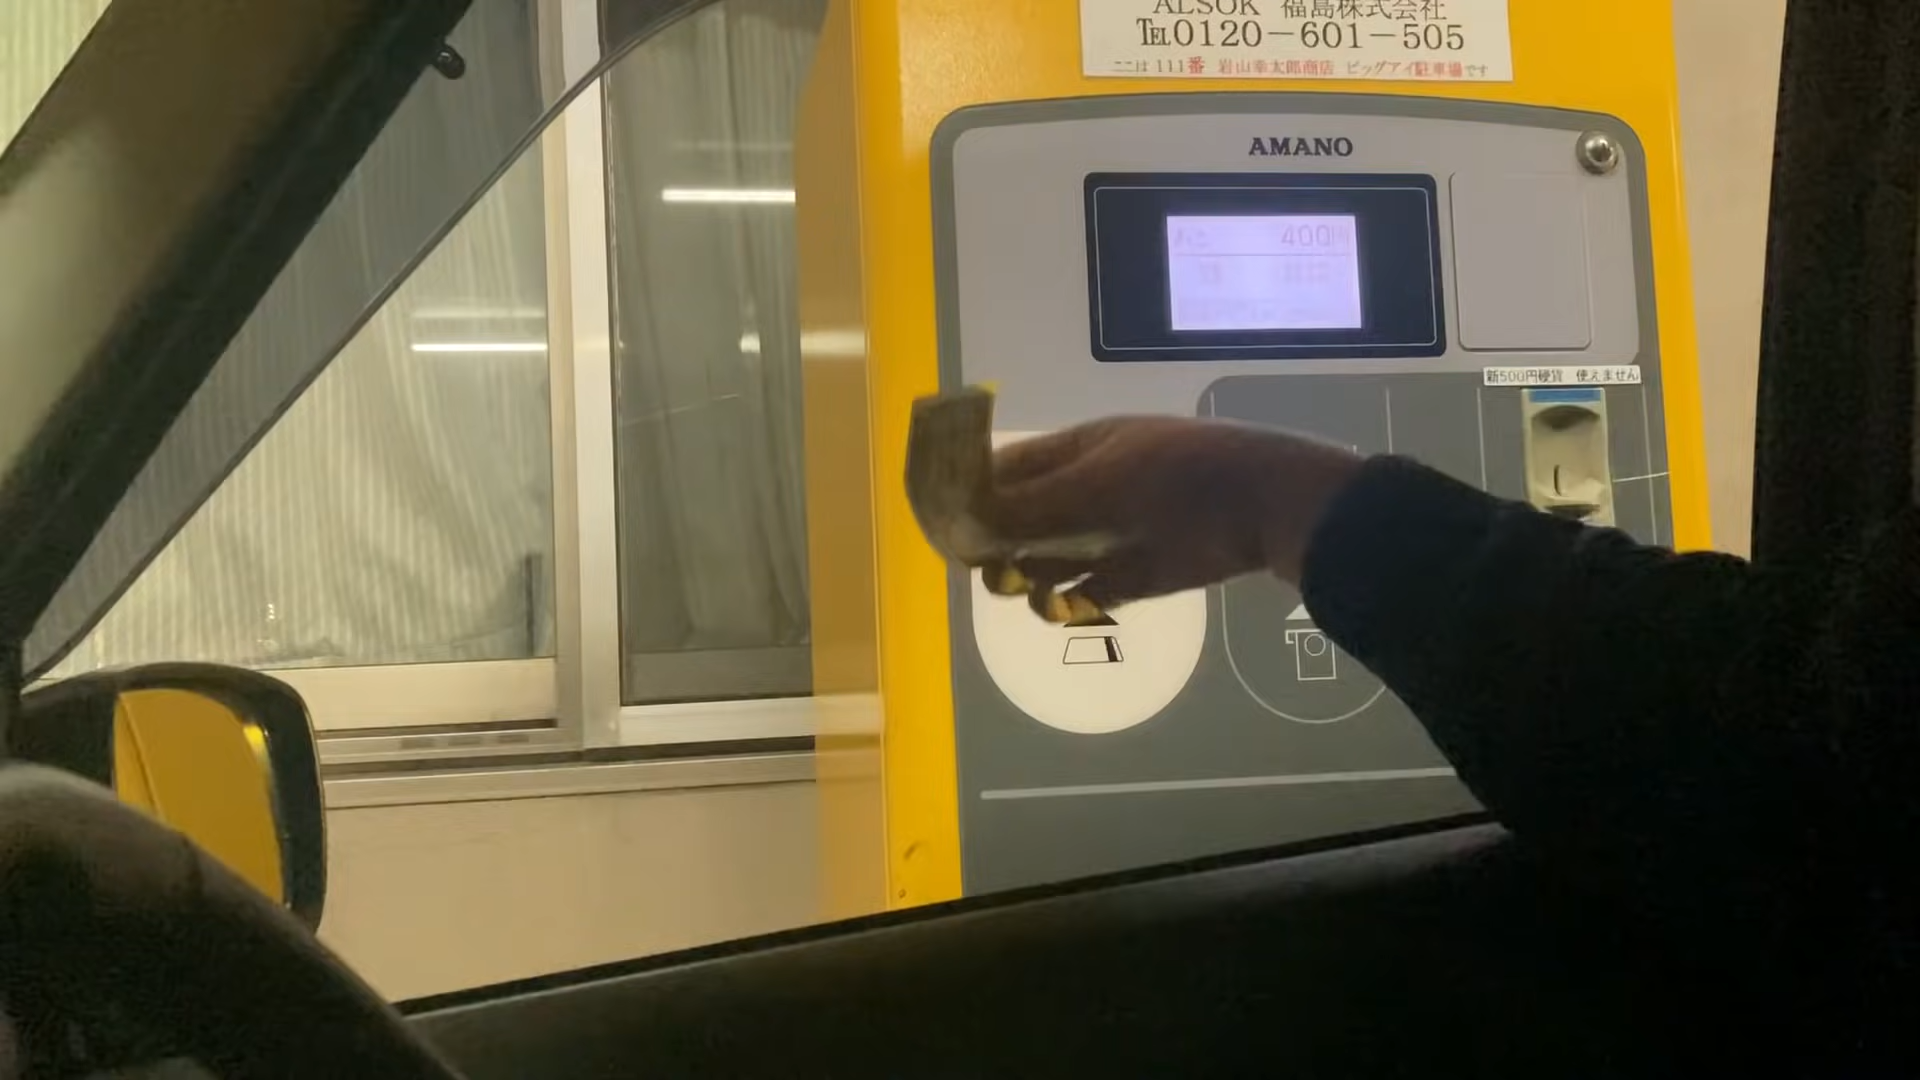 ALSOK 福島株式会社
TEL0120－601－505
ここは 111番 岩山幸太郎商店 ビッグアイ駐車場です
AMANO
400円
新500円硬貨 使えません